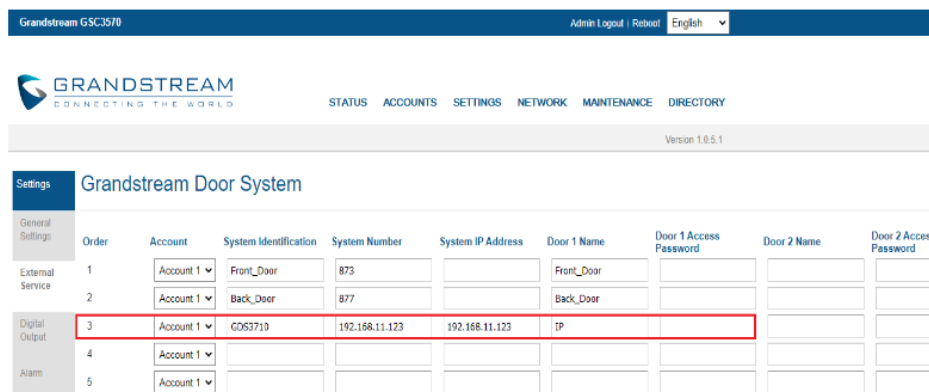 Grandstream GSC3570 Admin Logout | Reboot English
GRANDSTREAM
CONNECTING THE WORLD
STATUS ACCOUNTS SETTINGS NETWORK MAINTENANCE DIRECTORY
Version 1.0.5.1
Settings
Grandstream Door System
General
Settings
External
Service
Digital
Output
Alarm
Order Account System Identification System Number System IP Address Door 1 Name Door 1 Access Password Door 2 Name Door 2 Acces Password
1 Account 1 Front_Door 873 Front_Door
2 Account 1 Back_Door 877 Back_Door
3 Account 1 GDS3710 192.168.11.123 192.168.11.123 IP
4 Account 1
5 Account 1